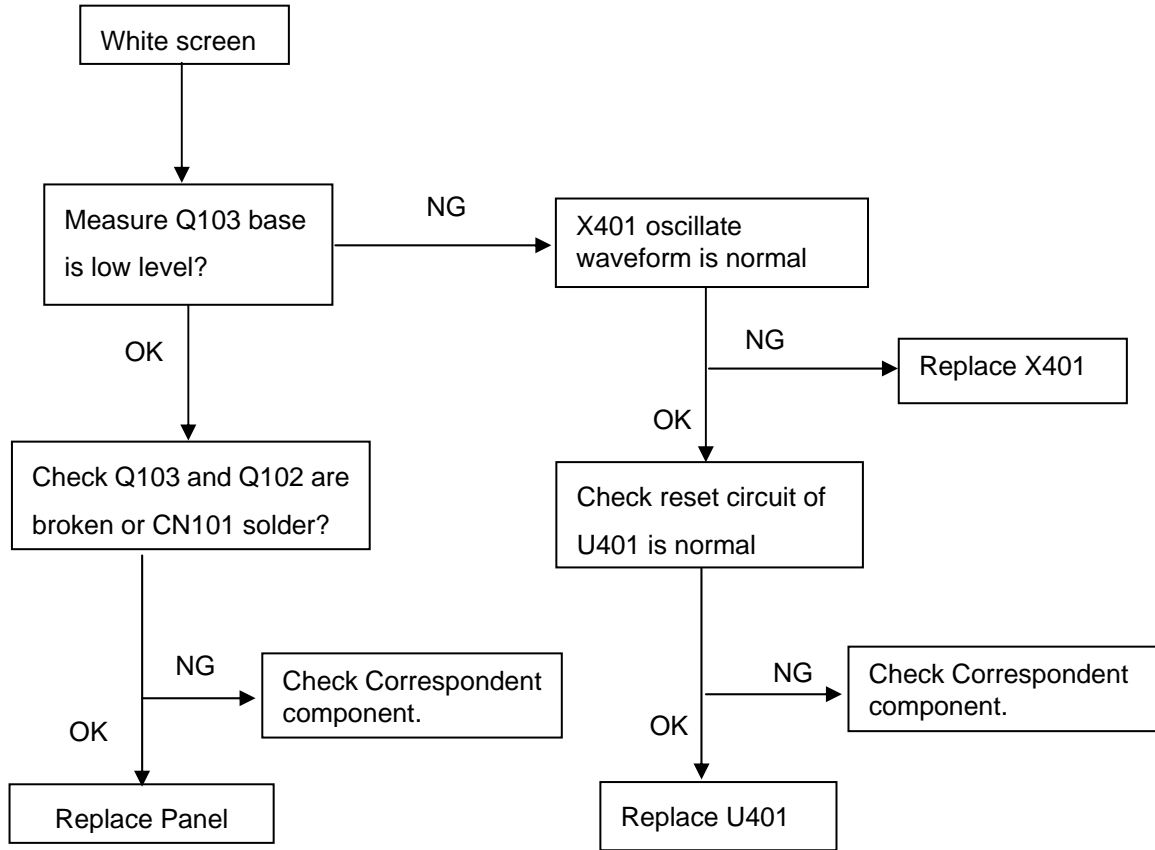 White screen
Measure Q103 base
is low level?
NG
X401 oscillate
waveform is normal
OK
NG
Replace X401
OK
Check Q103 and Q102 are
broken or CN101 solder?
Check reset circuit of
U401 is normal
NG
Check Correspondent
component.
OK
NG
Check Correspondent
component.
OK
Replace Panel
Replace U401